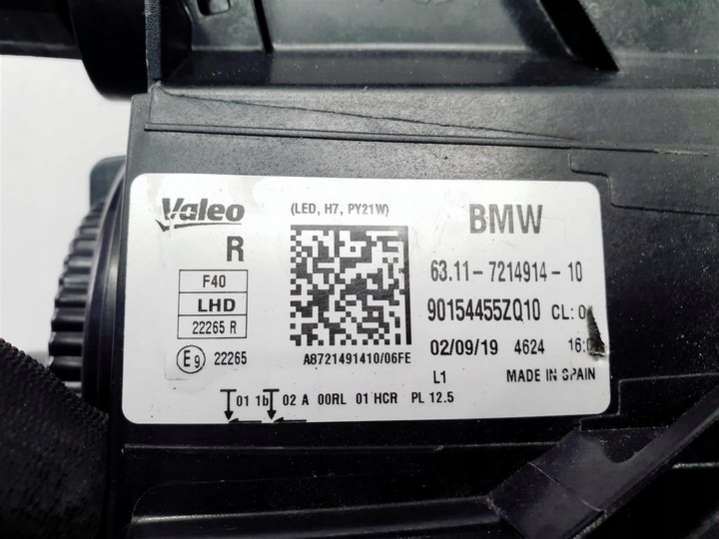 Valeo
(LED, H7, PY21W)
BMW
R
F40
LHD
22265 R
E9 22265
A8721491410/06FE
63.11-7214914-10
90154455ZQ10 CL:
02/09/19 4624
L1 MADE IN SPAIN
01 1b 02 A 00RL 01 HCR PL 12.5